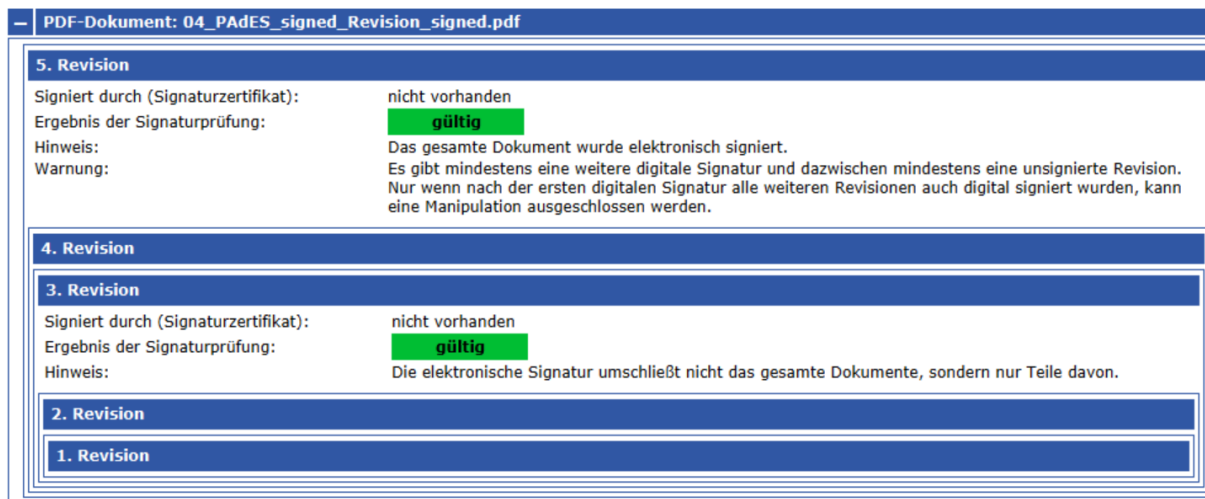 PDF-Dokument: 04_PAdES_signed_Revision_signed.pdf
5. Revision
Signiert durch (Signaturzertifikat): nicht vorhanden
Ergebnis der Signaturprüfung: gültig
Hinweis: Das gesamte Dokument wurde elektronisch signiert.
Warnung: Es gibt mindestens eine weitere digitale Signatur und dazwischen mindestens eine unsignierte Revision.
Nur wenn nach der ersten digitalen Signatur alle weiteren Revisionen auch digital signiert wurden, kann
eine Manipulation ausgeschlossen werden.
4. Revision
3. Revision
Signiert durch (Signaturzertifikat): nicht vorhanden
Ergebnis der Signaturprüfung: gültig
Hinweis: Die elektronische Signatur umschließt nicht das gesamte Dokumente, sondern nur Teile davon.
2. Revision
1. Revision